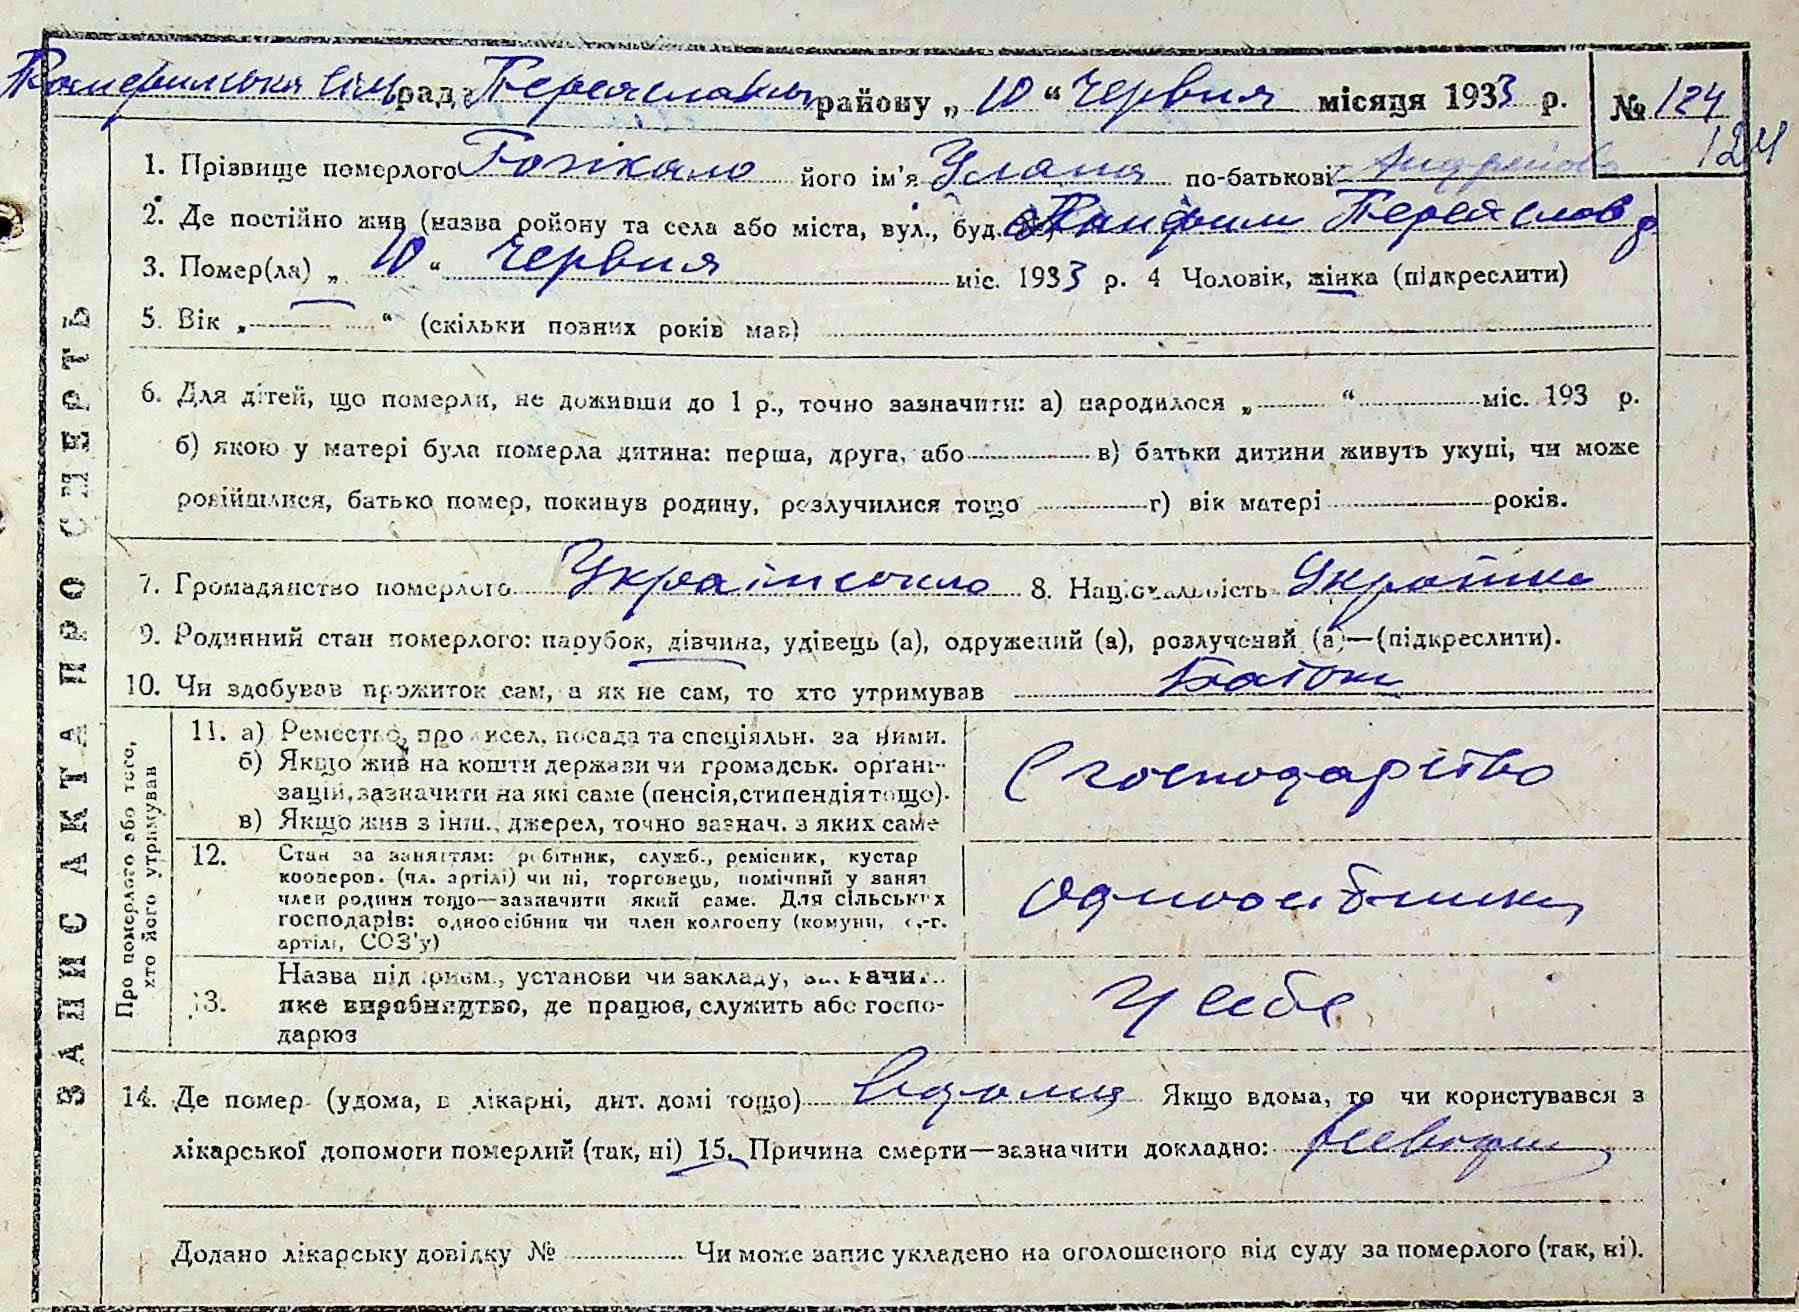 рада Переяслав району „ 10 “ Червня місяця 1933 р. № 124
124
1. Прізвище померлого його ім'я Уляна по-батькові
2. Де постійно жив (назва ройону та села або міста, вул., буд. Переяслав р
3. Помер(ла) „ 10 “ Червня міс. 1933 р. 4 Чоловік, жінка (підкреслити)
5. Вік „ — “ (скільки повних років мав)
6. Для дітей, що померли, не доживши до 1 р., точно зазначити: а) народилося „ “ міс. 193 р.
б) якою у матері була померла дитина: перша, друга, або в) батьки дитини живуть укупі, чи може
розійшлися, батько помер, покинув родину, розлучилися тощо г) вік матері років.
7. Громадянство померлого 8. Національність Українка
9. Родинний стан померлого: парубок, дівчина, удівець (а), одружений (а), розлучений (а)—(підкреслити).
10. Чи здобував прожиток сам, а як не сам, то хто утримував Батьки
ЗАПИС АКТА ПРО СМЕРТЬ
Про померлого або того, хто його утримував
11. а) Ремество, промисел, посада та спеціяльн. за ними.
б) Якщо жив на кошти держави чи громадськ. органі-
зацій, зазначити на які саме (пенсія, стипендія тощо).
в) Якщо жив з інш., джерел, точно зазнач. з яких саме
С господарство
12. Стан за заняттям: робітник, служб., ремісник, кустар
кооперов. (чл. артілі) чи ні, торговець, помічний у занят
член родини тощо—зазначити який саме. Для сільських
господарів: одноосібник чи член колгоспу (комуни, с.-г.
артілі, СОЗ'у)
одноосібники
13. Назва підприєм., установи чи закладу, зазначит..
яке виробництво, де працює, служить або госпо-
дарює
У себе
14. Де помер (удома, в лікарні, дит. домі тощо) Вдома Якщо вдома, то чи користувався з
лікарської допомоги померлий (так, ні) 15. Причина смерти—зазначити докладно:
Додано лікарську довідку № Чи може запис укладено на оголошеного від суду за померлого (так, ні).